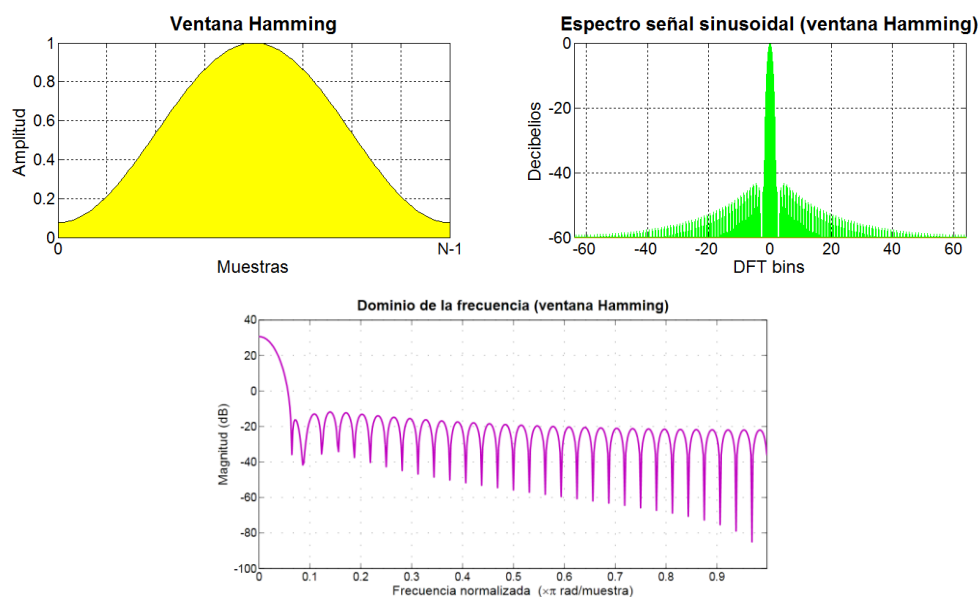 Ventana Hamming
Amplitud
1
0.8
0.6
0.4
0.2
0
0 N-1
Muestras
Espectro señal sinusoidal (ventana Hamming)
Decibelios
0
-20
-40
-60
-60 -40 -20 0 20 40 60
DFT bins
Dominio de la frecuencia (ventana Hamming)
Magnitud (dB)
40
20
0
-20
-40
-60
-80
-100
0 0.1 0.2 0.3 0.4 0.5 0.6 0.7 0.8 0.9
Frecuencia normalizada (×π rad/muestra)